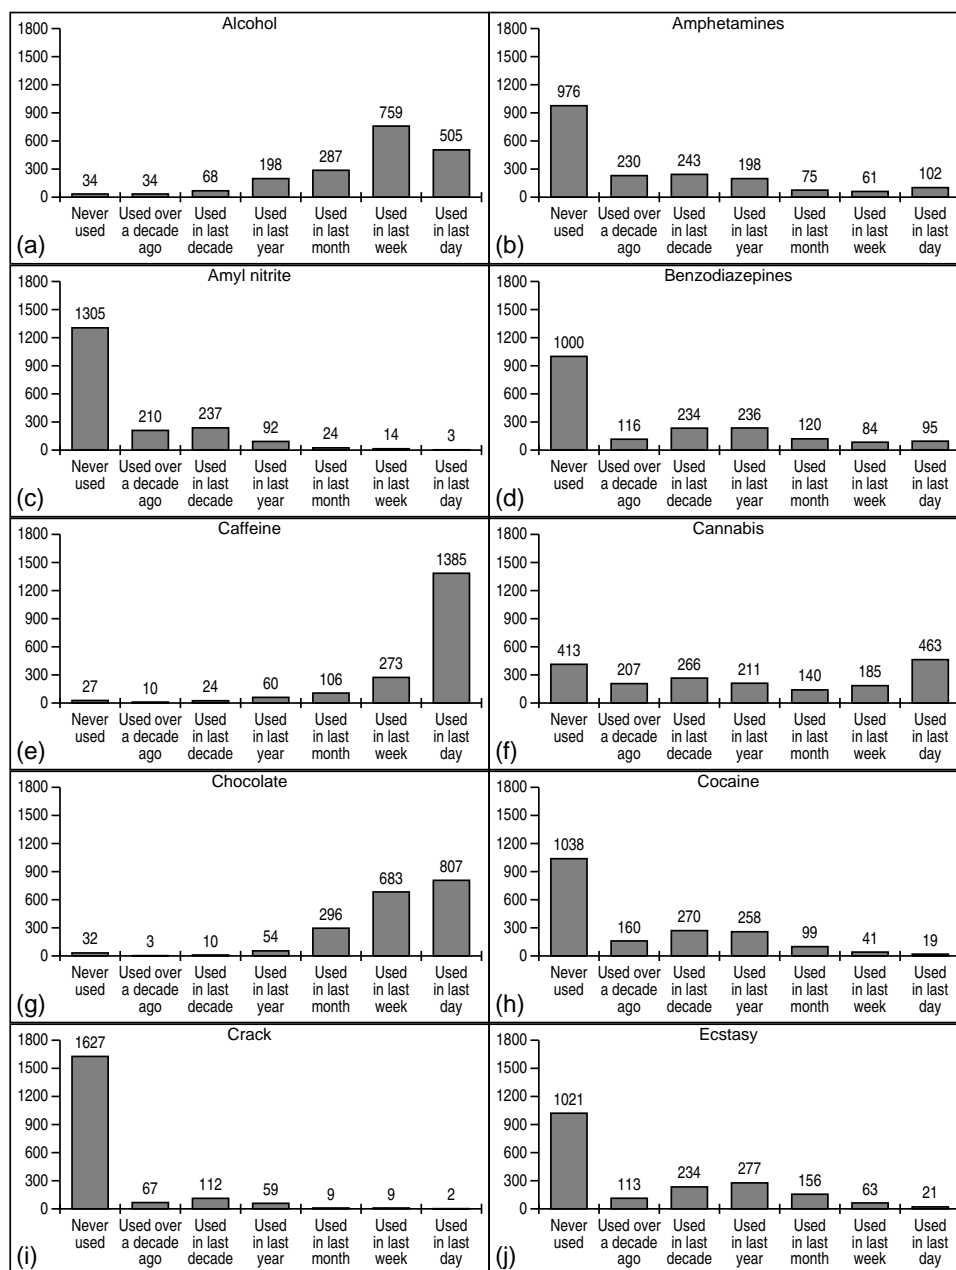 Alcohol
1800
1500
1200
900
600
300
0
34 34 68 198 287 759 505
Never Used over Used Used Used Used Used
used a decade in last in last in last in last in last
ago decade year month week day
(a)
Amphetamines
1800
1500
1200
900
600
300
0
976 230 243 198 75 61 102
Never Used over Used Used Used Used Used
used a decade in last in last in last in last in last
ago decade year month week day
(b)
Amyl nitrite
1800
1500
1200
900
600
300
0
1305 210 237 92 24 14 3
Never Used over Used Used Used Used Used
used a decade in last in last in last in last in last
ago decade year month week day
(c)
Benzodiazepines
1800
1500
1200
900
600
300
0
1000 116 234 236 120 84 95
Never Used over Used Used Used Used Used
used a decade in last in last in last in last in last
ago decade year month week day
(d)
Caffeine
1800
1500
1200
900
600
300
0
27 10 24 60 106 273 1385
Never Used over Used Used Used Used Used
used a decade in last in last in last in last in last
ago decade year month week day
(e)
Cannabis
1800
1500
1200
900
600
300
0
413 207 266 211 140 185 463
Never Used over Used Used Used Used Used
used a decade in last in last in last in last in last
ago decade year month week day
(f)
Chocolate
1800
1500
1200
900
600
300
0
32 3 10 54 296 683 807
Never Used over Used Used Used Used Used
used a decade in last in last in last in last in last
ago decade year month week day
(g)
Cocaine
1800
1500
1200
900
600
300
0
1038 160 270 258 99 41 19
Never Used over Used Used Used Used Used
used a decade in last in last in last in last in last
ago decade year month week day
(h)
Crack
1800
1500
1200
900
600
300
0
1627 67 112 59 9 9 2
Never Used over Used Used Used Used Used
used a decade in last in last in last in last in last
ago decade year month week day
(i)
Ecstasy
1800
1500
1200
900
600
300
0
1021 113 234 277 156 63 21
Never Used over Used Used Used Used Used
used a decade in last in last in last in last in last
ago decade year month week day
(j)